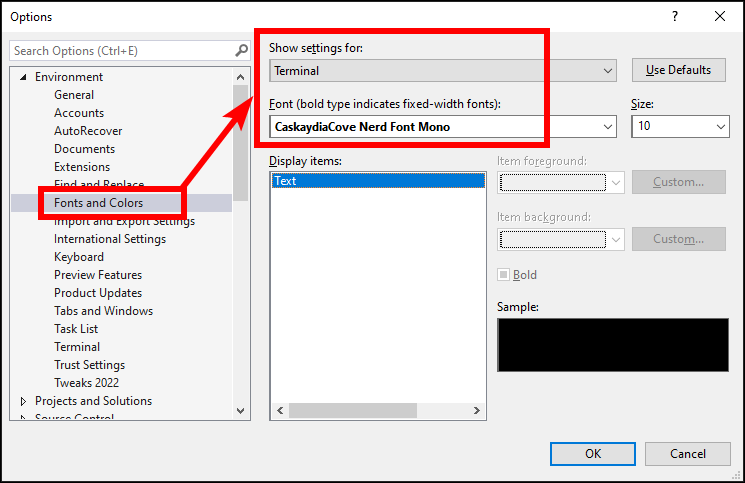 Options
Search Options (Ctrl+E)
Environment
General
Accounts
AutoRecover
Documents
Extensions
Find and Replace
Fonts and Colors
Import and Export Settings
International Settings
Keyboard
Preview Features
Product Updates
Tabs and Windows
Task List
Terminal
Trust Settings
Tweaks 2022
Projects and Solutions
Source Control
Show settings for:
Terminal
Use Defaults
Font (bold type indicates fixed-width fonts):
Size:
CaskaydiaCove Nerd Font Mono
10
Display items:
Text
Item foreground:
Custom...
Item background:
Custom...
Bold
Sample:
OK
Cancel